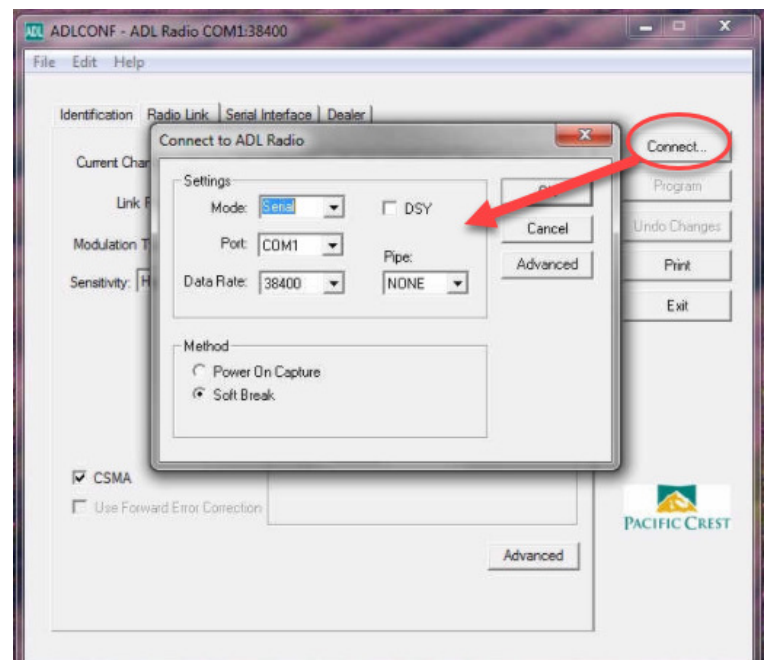 ADL ADLCONF - ADL Radio COM1:38400
File Edit Help
Identification Radio Link Serial Interface Dealer
Connect to ADL Radio
Connect...
Current Char
Settings
Program
Link
Mode: Serial DSY
Cancel
Undo Changes
Modulation T
Port: COM1
Pipe:
Advanced
Print
Sensitivity: H
Data Rate: 38400 NONE
Exit
Method
Power On Capture
Soft Break
CSMA
Use Forward Error Correction
PACIFIC CREST
Advanced